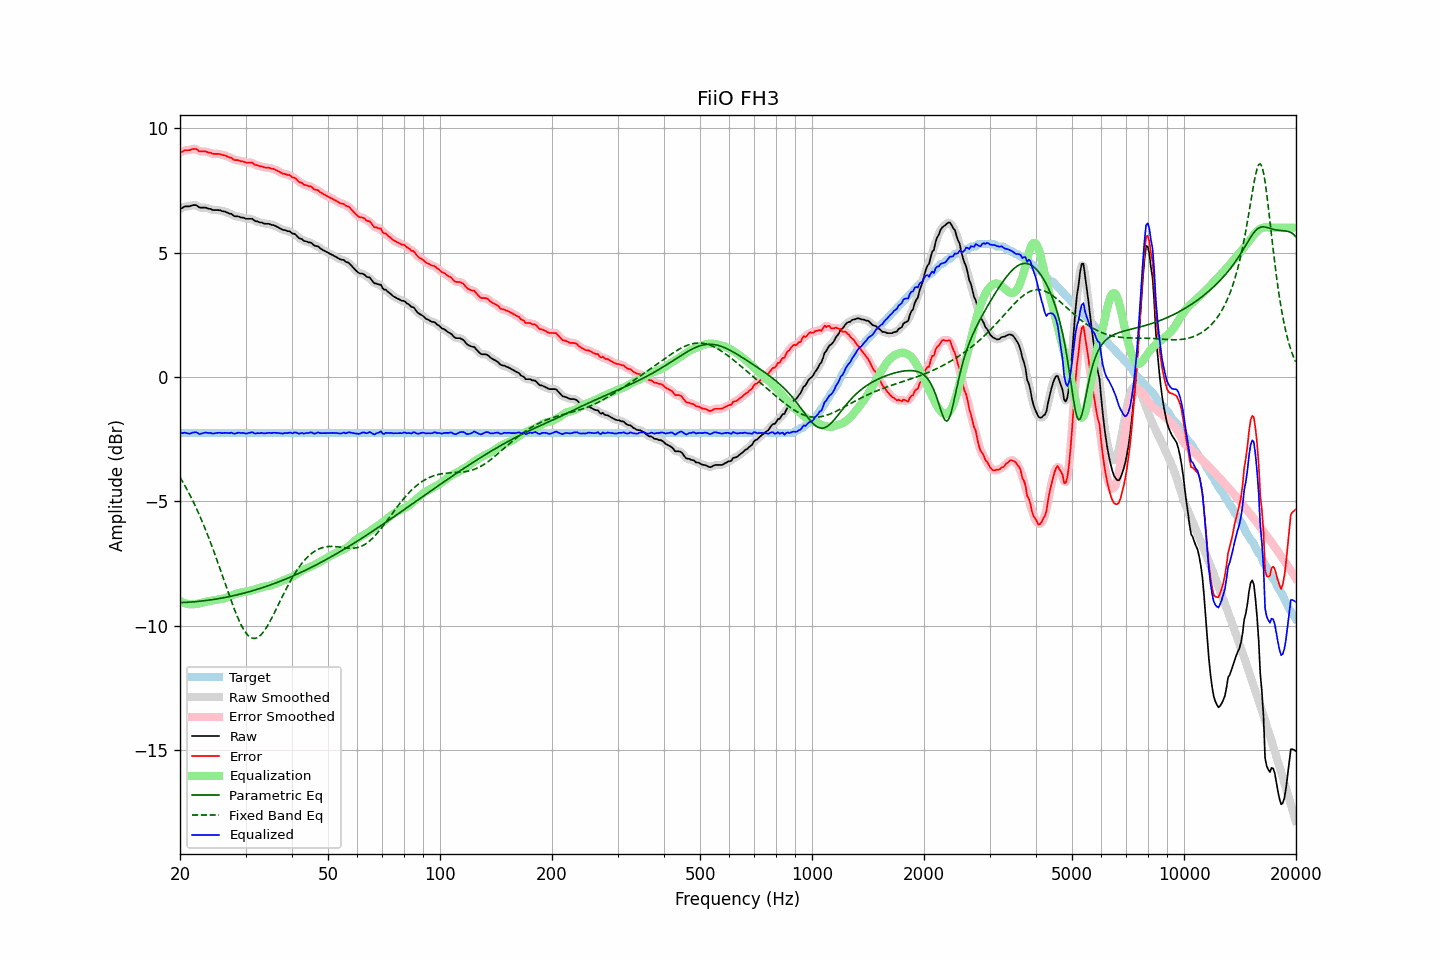 FiiO FH3
Amplitude (dBr)
10
5
0
−5
−10
−15
Target
Raw Smoothed
Error Smoothed
Raw
Error
Equalization
Parametric Eq
Fixed Band Eq
Equalized
20 50 100 200 500 1000 2000 5000 10000 20000
Frequency (Hz)